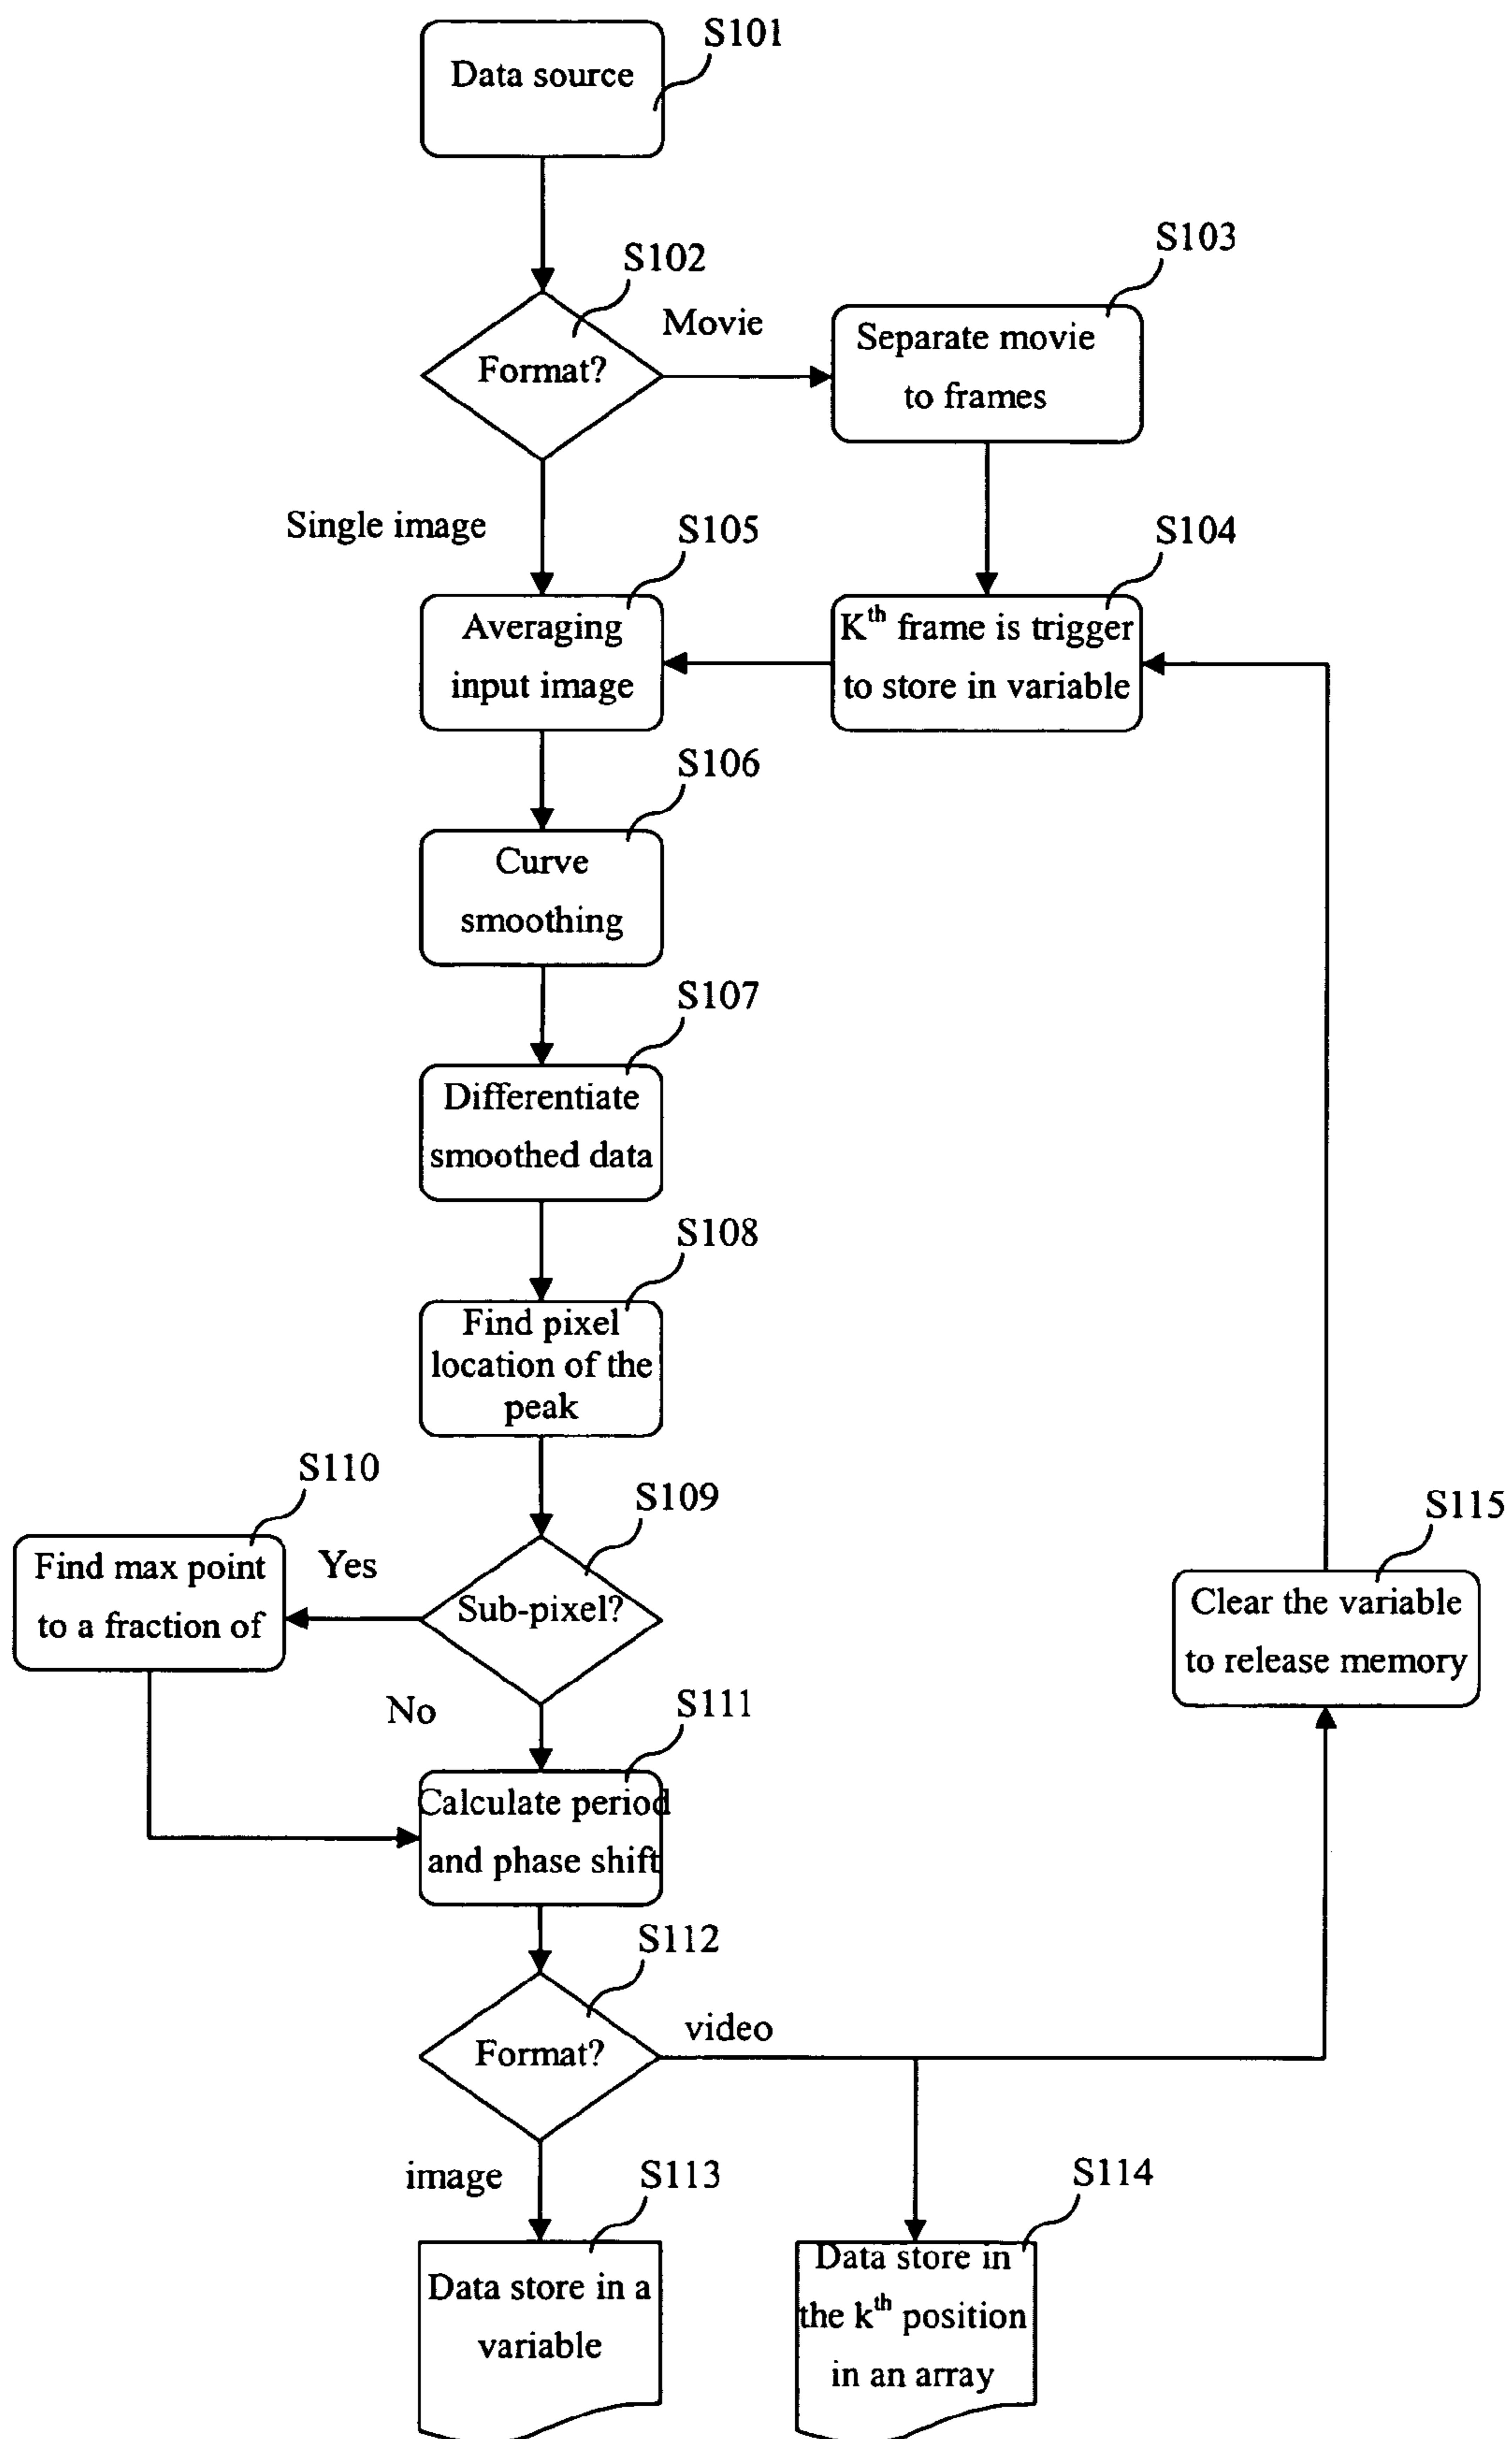 S101
Data source
S102
Format?
Movie
S103
Separate movie
to frames
Single image
S105
Averaging
input image
S104
Kth frame is trigger
to store in variable
S106
Curve
smoothing
S107
Differentiate
smoothed data
S108
Find pixel
location of the
peak
S110
Find max point
to a fraction of
Yes
S109
Sub-pixel?
No
S111
Calculate period
and phase shift
S115
Clear the variable
to release memory
S112
Format?
video
image
S113
Data store in a
variable
S114
Data store in
the kth position
in an array